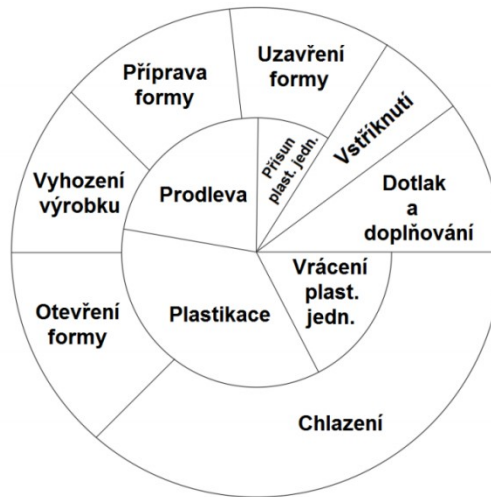 Uzavření
formy
Příprava
formy
Přísun
plast. jedn.
Vstříknutí
Vyhození
výrobku
Prodleva
Dotlak
a
doplňování
Vrácení
plast.
jedn.
Otevření
formy
Plastikace
Chlazení